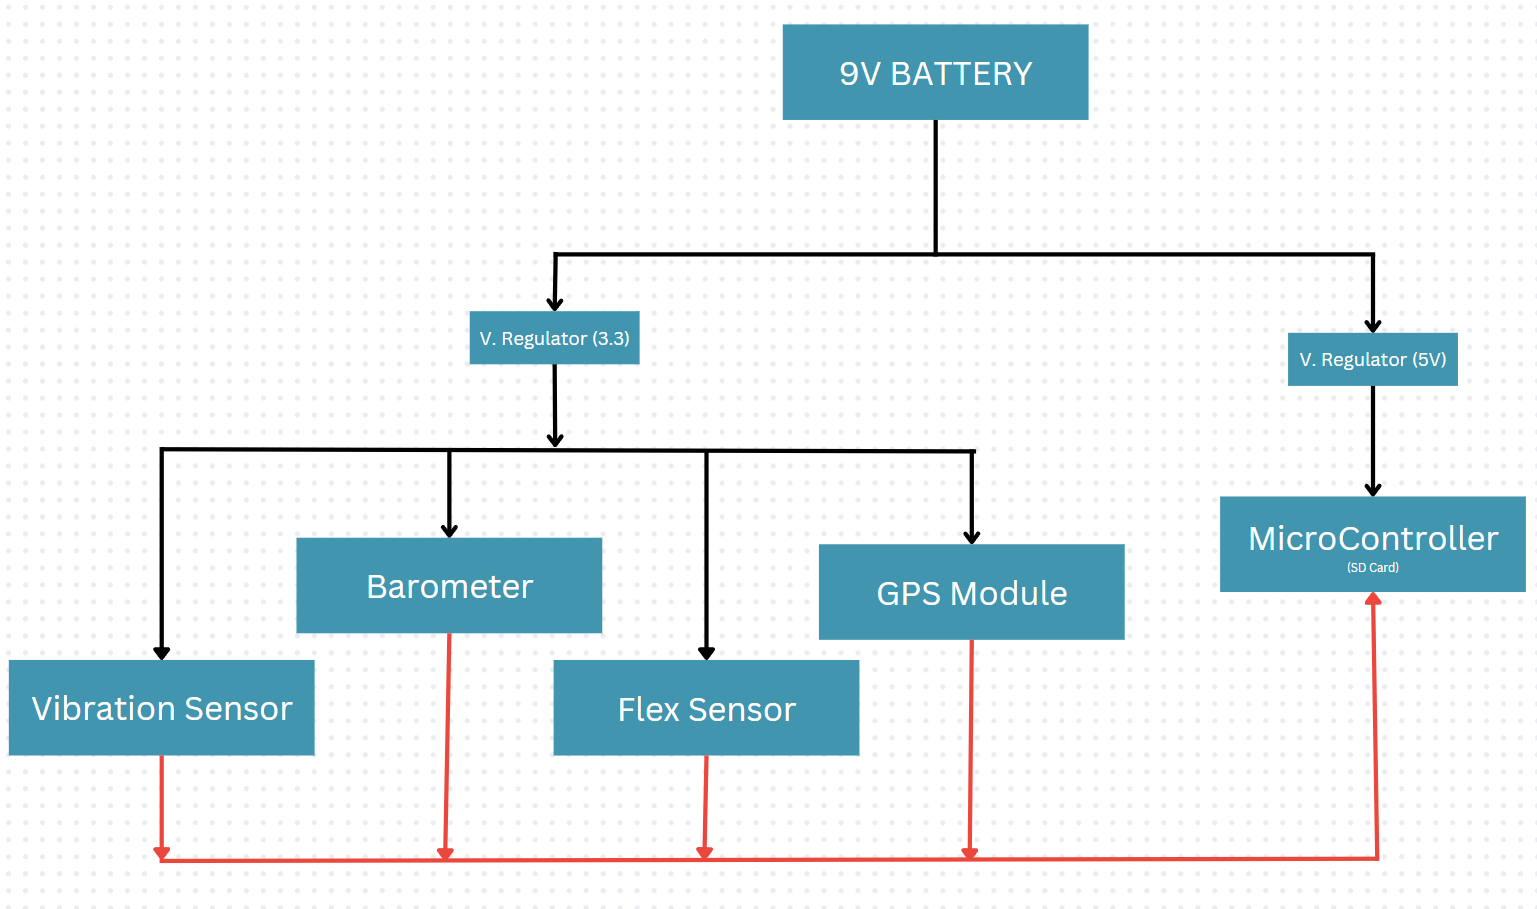 9V BATTERY
V. Regulator (3.3)
V. Regulator (5V)
MicroController
(SD Card)
Barometer
GPS Module
Vibration Sensor
Flex Sensor